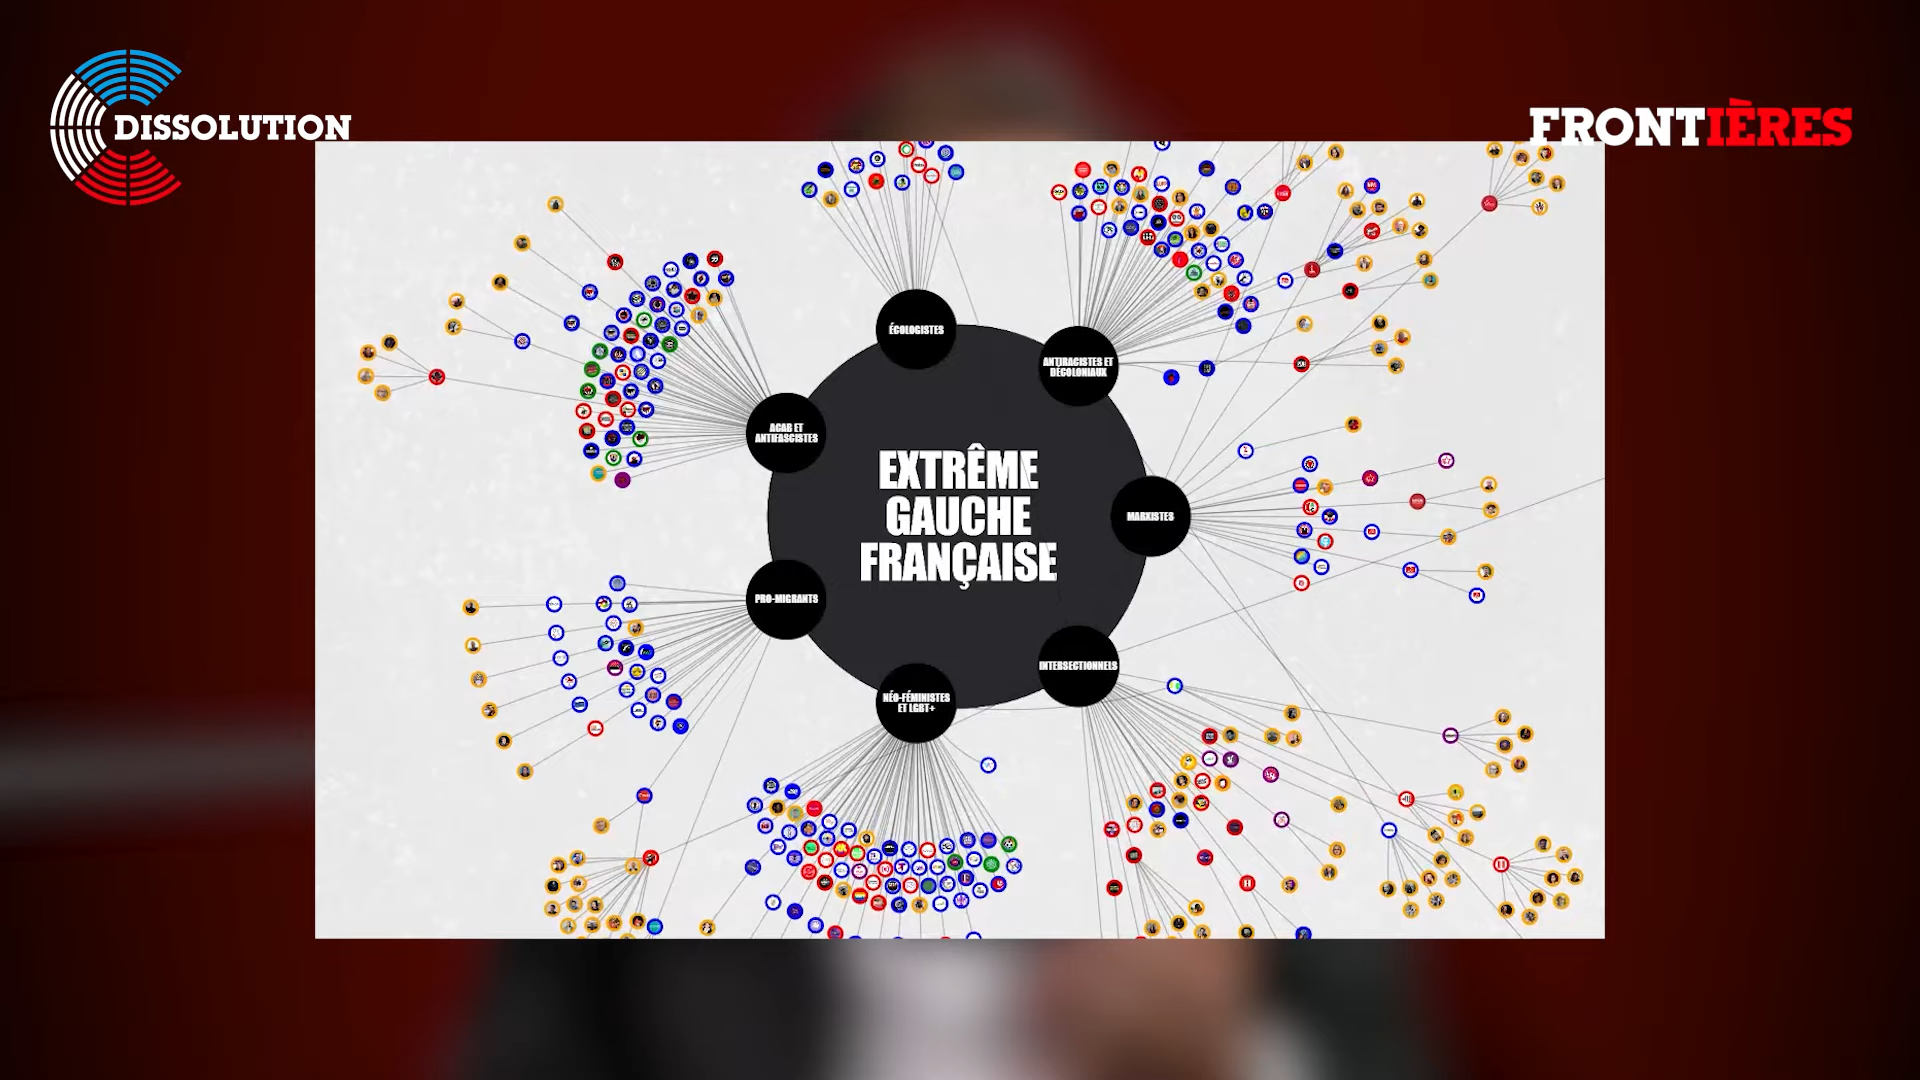 DISSOLUTION
FRONTIÈRES
ÉCOLOGISTES
ANTIRACISTES ET
DÉCOLONIAUX
ACAB ET
ANTIFASCISTES
EXTRÊME
GAUCHE
FRANÇAISE
MARXISTES
PRO-MIGRANTS
INTERSECTIONNELS
NÉO-FÉMINISTES
ET LGBT+